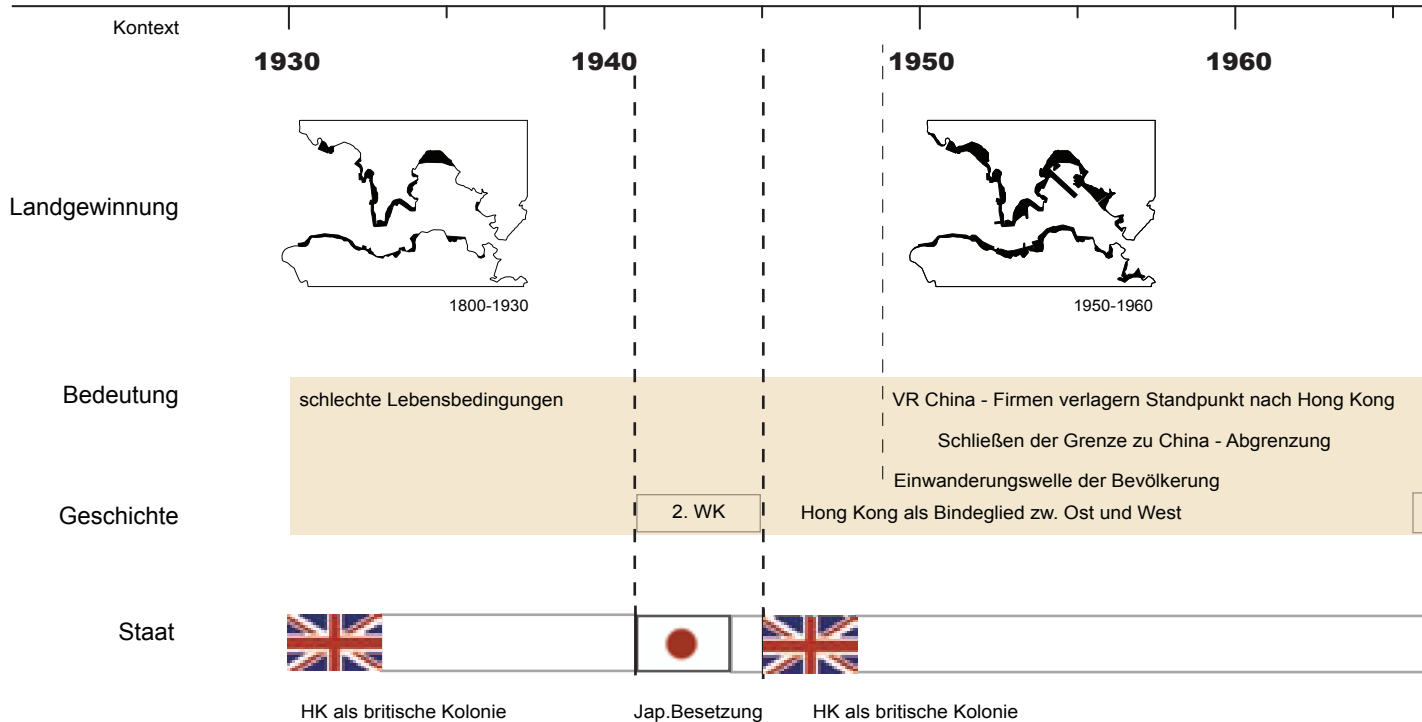 Kontext
1930 1940 1950 1960
Landgewinnung
1800-1930
1950-1960
Bedeutung
schlechte Lebensbedingungen
VR China - Firmen verlagern Standpunkt nach Hong Kong
Schließen der Grenze zu China - Abgrenzung
Einwanderungswelle der Bevölkerung
Geschichte
2. WK
Hong Kong als Bindeglied zw. Ost und West
Staat
HK als britische Kolonie
Jap.Besetzung
HK als britische Kolonie